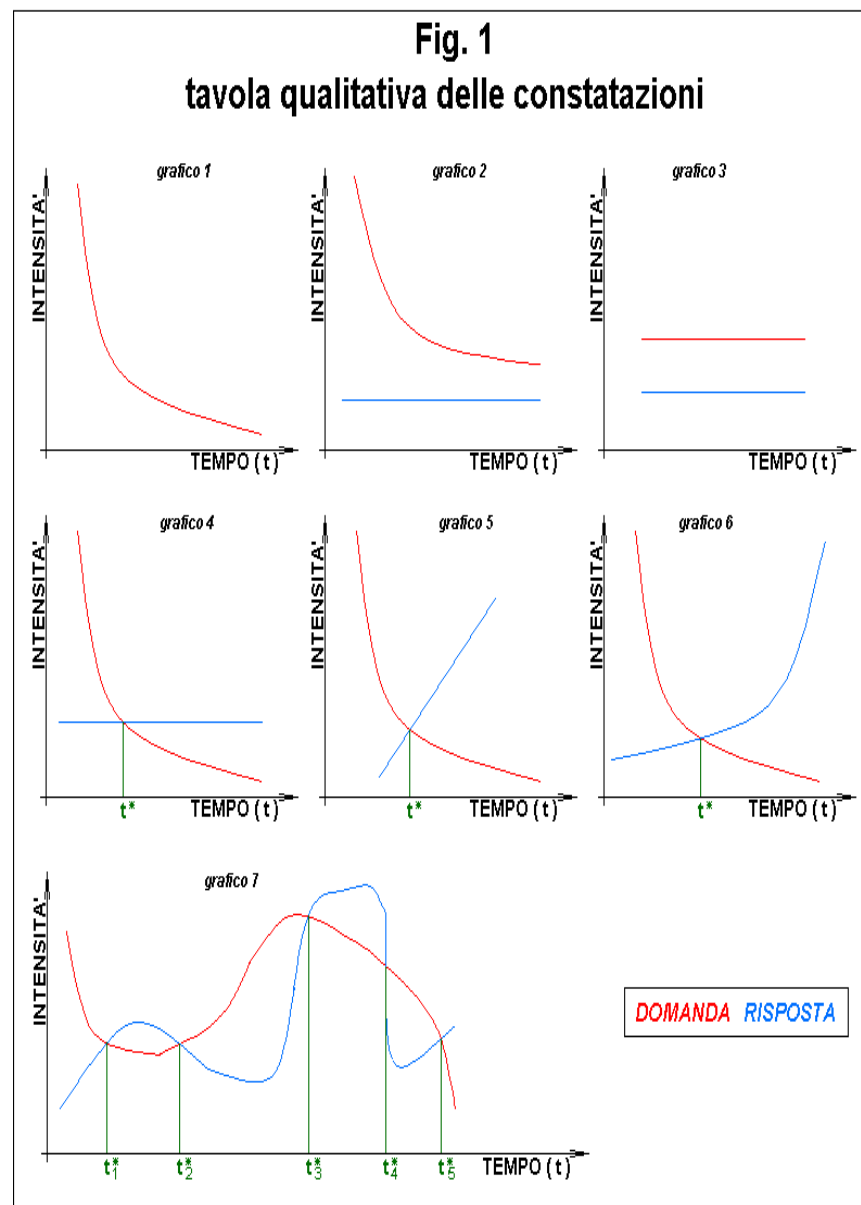 Fig. 1
tavola qualitativa delle constatazioni
grafico 1
INTENSITA'
TEMPO ( t )
grafico 2
INTENSITA'
TEMPO ( t )
grafico 3
INTENSITA'
TEMPO ( t )
grafico 4
INTENSITA'
t*
TEMPO ( t )
grafico 5
INTENSITA'
t*
TEMPO ( t )
grafico 6
INTENSITA'
t*
TEMPO ( t )
grafico 7
INTENSITA'
t*1 t*2 t*3 t*4 t*5
TEMPO ( t )
DOMANDA RISPOSTA